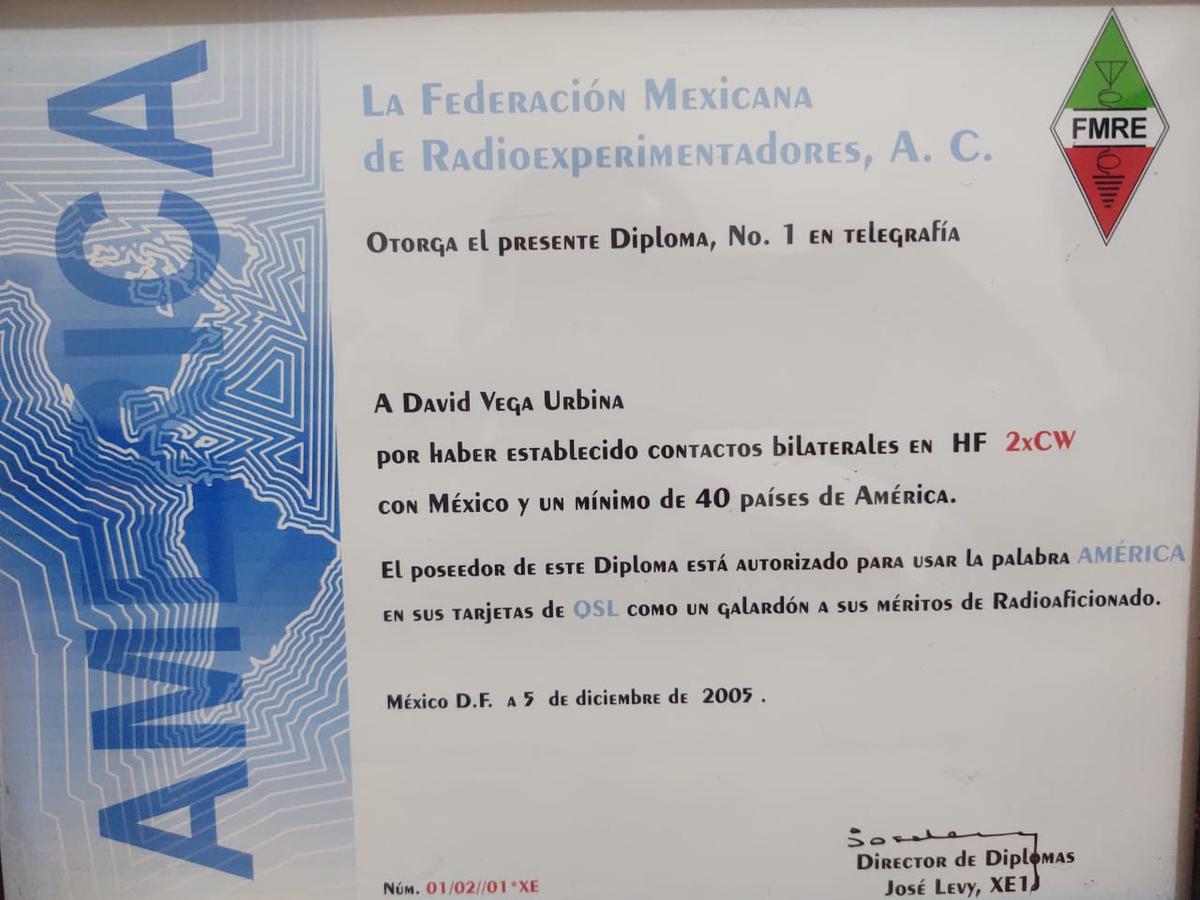 AMÉRICA
La Federación Mexicana
de Radioexperimentadores, A. C.
FMRE
Otorga el presente Diploma, No. 1 en telegrafía
A David Vega Urbina
por haber establecido contactos bilaterales en HF 2xCW
con México y un mínimo de 40 países de América.
El poseedor de este Diploma está autorizado para usar la palabra AMÉRICA
en sus tarjetas de QSL como un galardón a sus méritos de Radioaficionado.
México D.F. a 5 de diciembre de 2005 .
Director de Diplomas
José Levy, XE1J
Núm. 01/02//01*XE